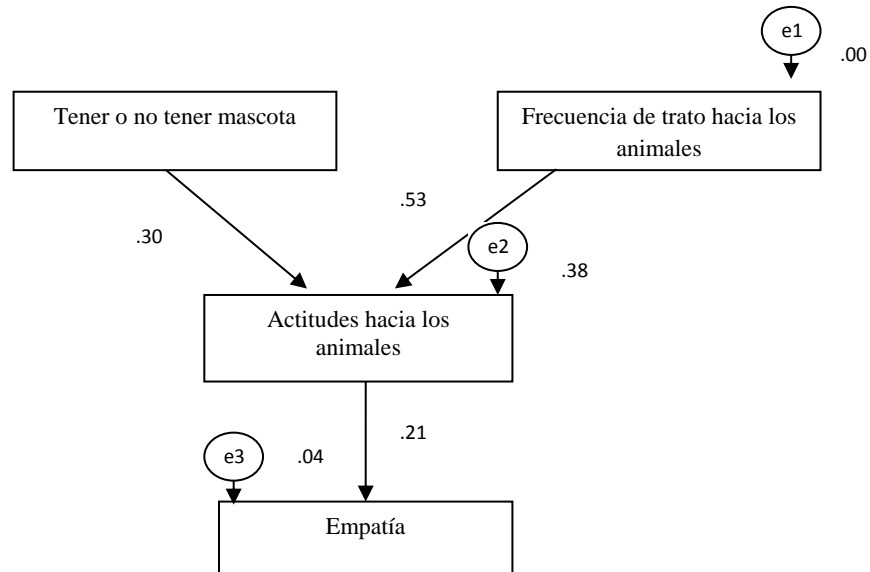 e1
.00
Tener o no tener mascota
Frecuencia de trato hacia los
animales
.53
.30
e2
.38
Actitudes hacia los
animales
.21
e3
.04
Empatía